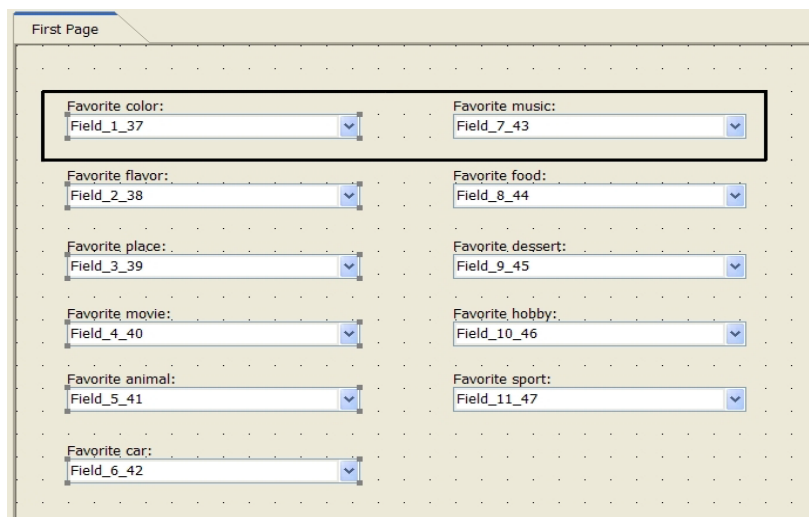 First Page
Favorite color:
Field_1_37
Favorite music:
Field_7_43
Favorite flavor:
Field_2_38
Favorite food:
Field_8_44
Favorite place:
Field_3_39
Favorite dessert:
Field_9_45
Favorite movie:
Field_4_40
Favorite hobby:
Field_10_46
Favorite animal:
Field_5_41
Favorite sport:
Field_11_47
Favorite car:
Field_6_42